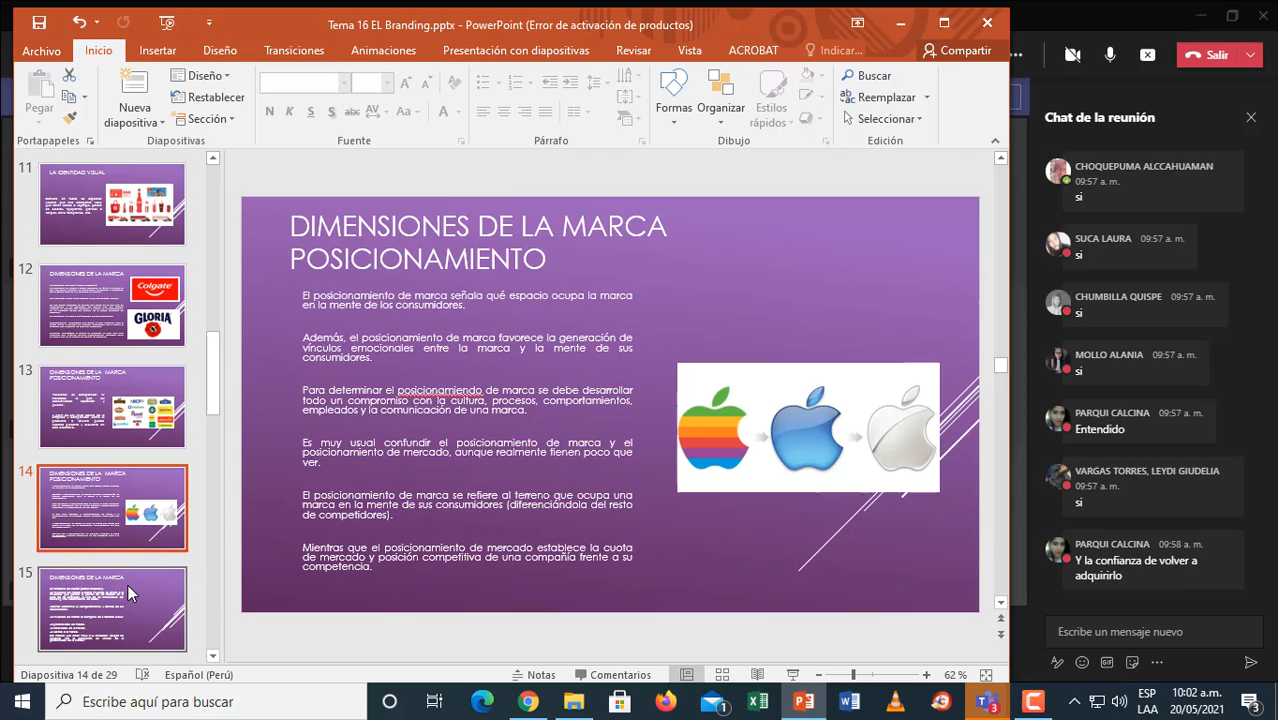 Tema 16 EL Branding.pptx - PowerPoint (Error de activación de productos)
Archivo Inicio Insertar Diseño Transiciones Animaciones Presentación con diapositivas Revisar Vista ACROBAT Indicar... Compartir
Pegar
Nueva diapositiva
Diseño
Restablecer
Sección
N K S S abc AV Aa A
Formas Organizar Estilos rápidos
Buscar
Reemplazar
Seleccionar
Portapapeles Diapositivas Fuente Párrafo Dibujo Edición
11
LA IDENTIDAD VISUAL
12
DIMENSIONES DE LA MARCA
Colgate
GLORIA
13
DIMENSIONES DE LA MARCA
POSICIONAMIENTO
14
DIMENSIONES DE LA MARCA
POSICIONAMIENTO
15
DIMENSIONES DE LA MARCA
DIMENSIONES DE LA MARCA
POSICIONAMIENTO
El posicionamiento de marca señala qué espacio ocupa la marca
en la mente de los consumidores.
Además, el posicionamiento de marca favorece la generación de
vínculos emocionales entre la marca y la mente de sus
consumidores.
Para determinar el posicionamiendo de marca se debe desarrollar
todo un compromiso con la cultura, procesos, comportamientos,
empleados y la comunicación de una marca.
Es muy usual confundir el posicionamiento de marca y el
posicionamiento de mercado, aunque realmente tienen poco que
ver.
El posicionamiento de marca se refiere al terreno que ocupa una
marca en la mente de sus consumidores (diferenciándola del resto
de competidores).
Mientras que el posicionamiento de mercado establece la cuota
de mercado y posición competitiva de una compañía frente a su
competencia.
Diapositiva 14 de 29 Español (Perú) Notas Comentarios 62 %
Salir
Chat de la reunión
CHOQUEPUMA ALCCAHUAMAN
09:57 a. m.
si
SUCA LAURA 09:57 a. m.
si
CHUMBILLA QUISPE 09:57 a. m.
si
MOLLO ALANIA 09:57 a. m.
si
PARQUI CALCINA 09:57 a. m.
Entendido
VARGAS TORRES, LEYDI GIUDELIA
09:57 a. m.
si
PARQUI CALCINA 09:58 a. m.
Y la confianza de volver a
adquirirlo
Escribe un mensaje nuevo
Escribe aquí para buscar
1
3
ESP
LAA
10:02 a.m.
20/05/2021
3